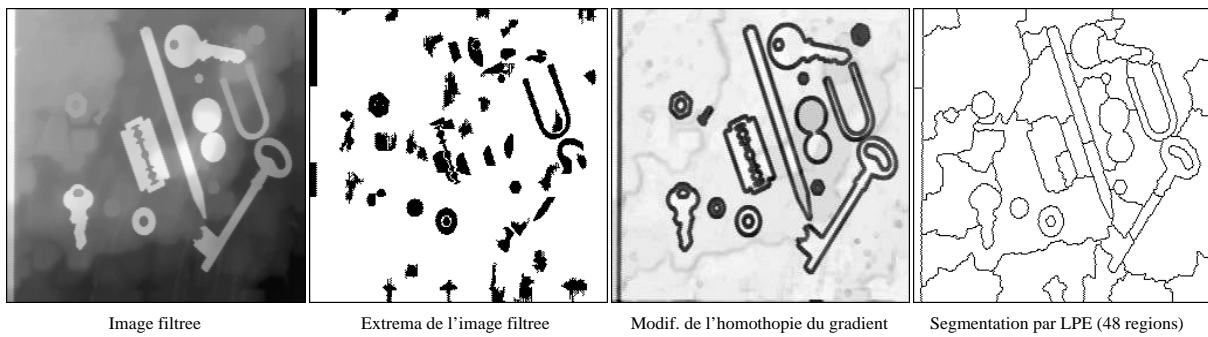 Image filtree
Extrema de l'image filtree
Modif. de l'homothopie du gradient
Segmentation par LPE (48 regions)